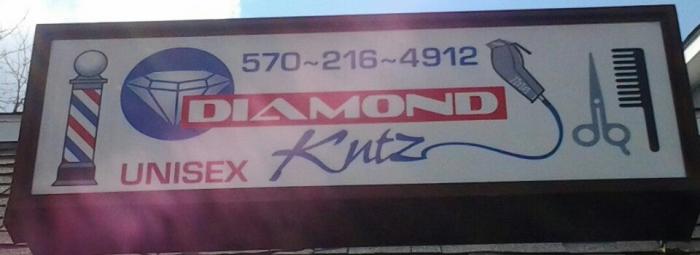 570~216~4912
DIAMOND
UNISEX Kutz